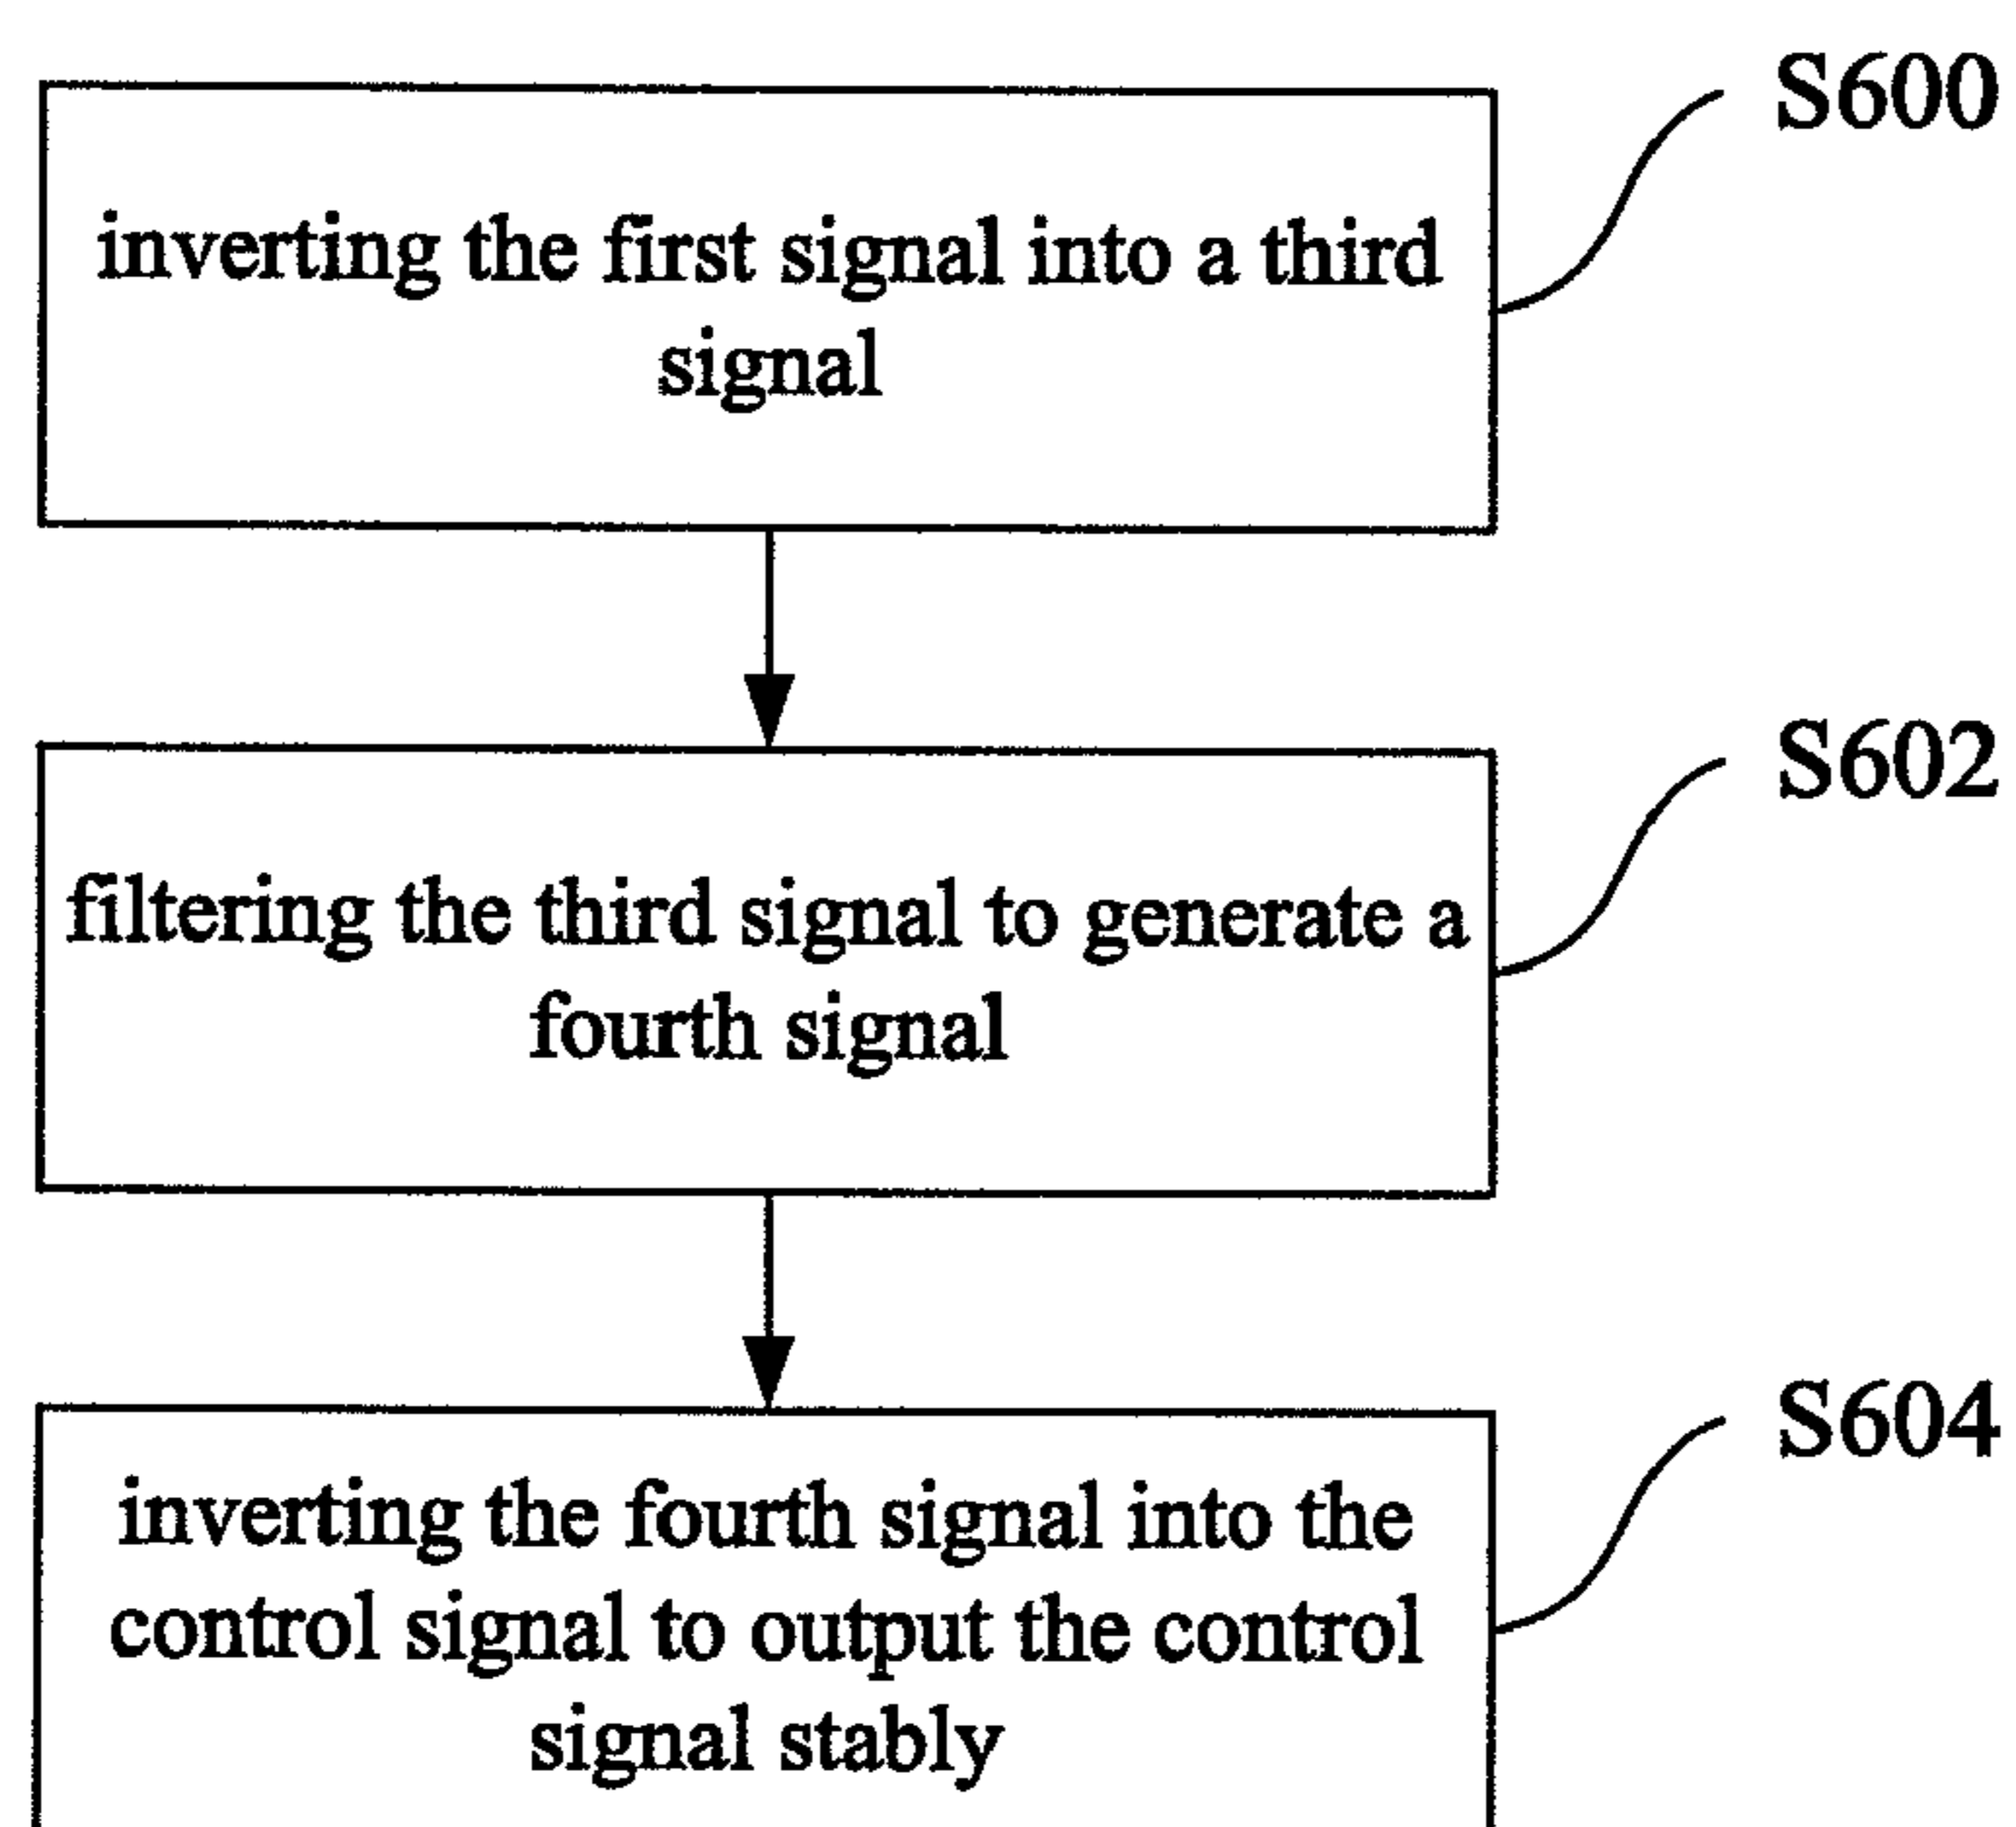 S600
inverting the first signal into a third
signal
S602
filtering the third signal to generate a
fourth signal
S604
inverting the fourth signal into the
control signal to output the control
signal stably